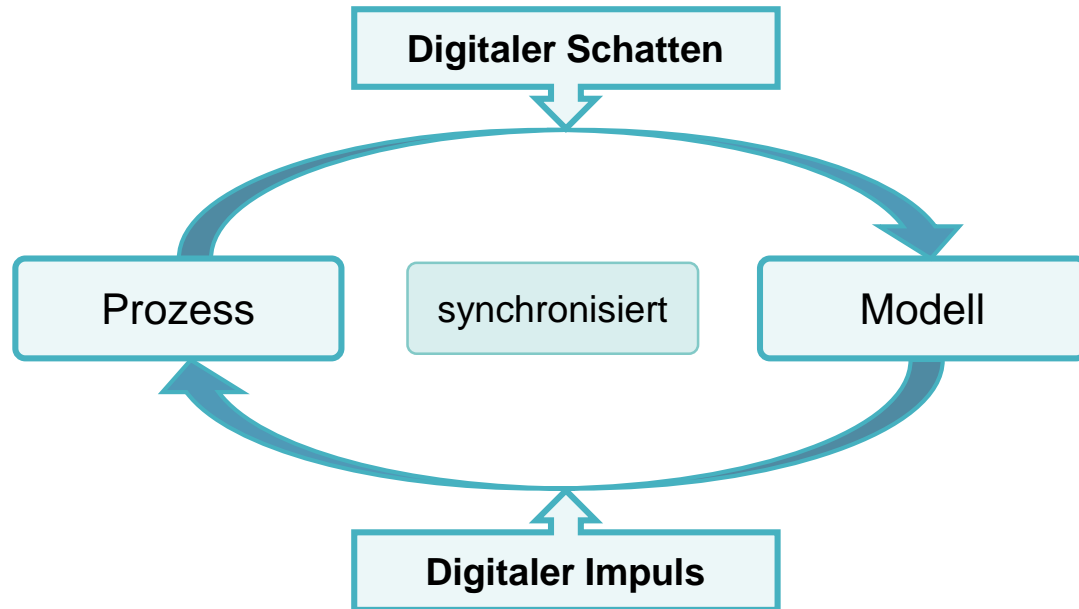 Digitaler Schatten
Prozess
synchronisiert
Modell
Digitaler Impuls